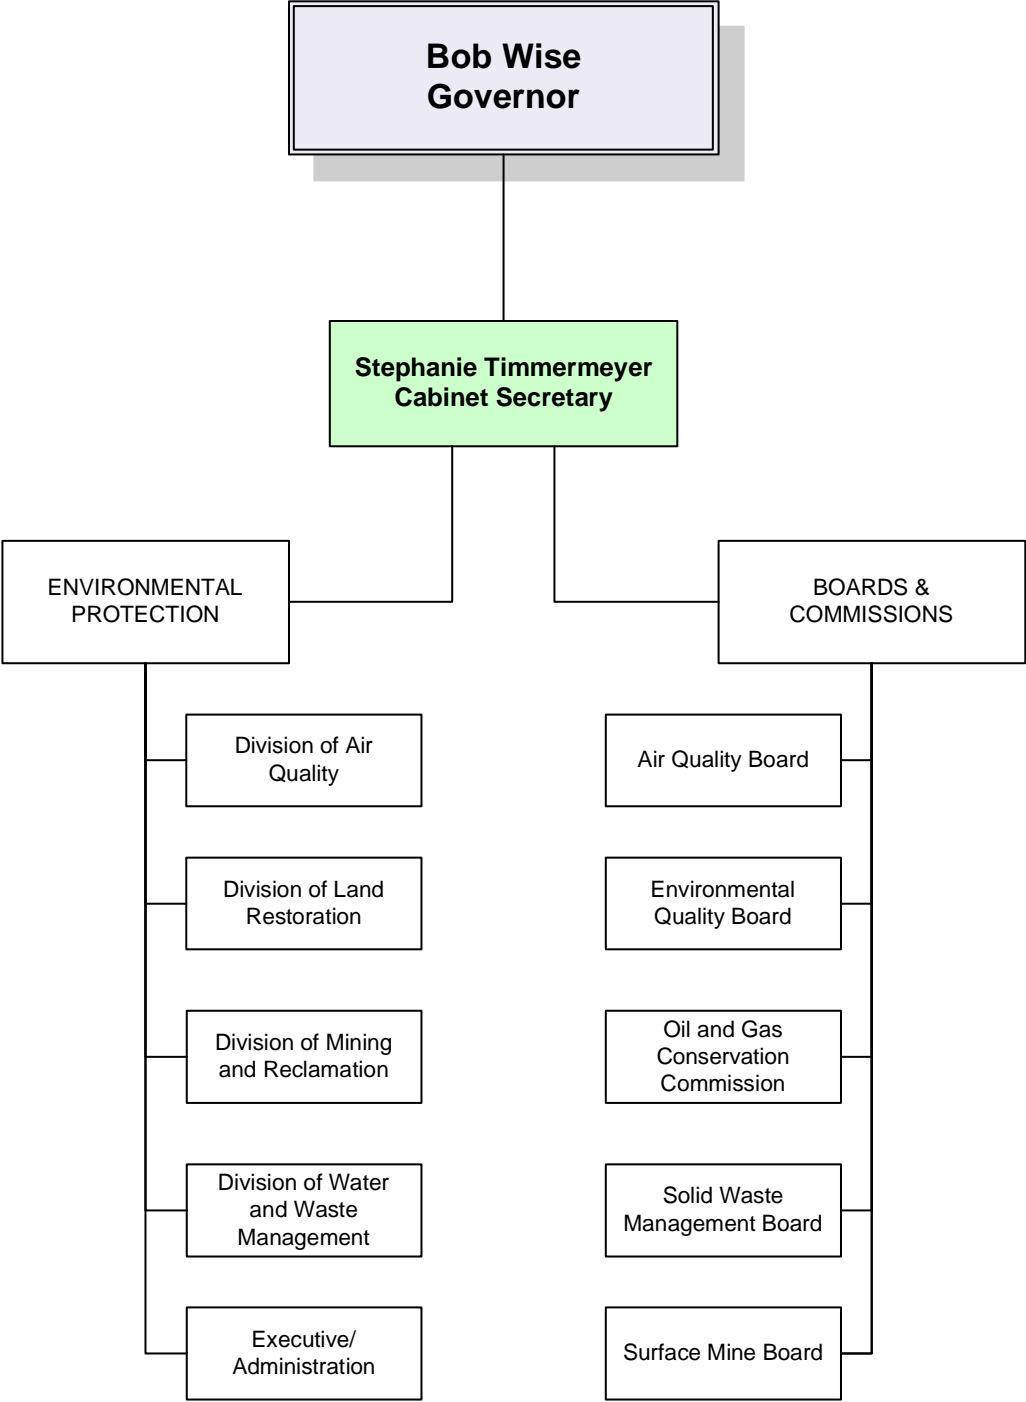 Bob Wise
Governor
Stephanie Timmermeyer
Cabinet Secretary
ENVIRONMENTAL
PROTECTION
BOARDS &
COMMISSIONS
Division of Air
Quality
Air Quality Board
Division of Land
Restoration
Environmental
Quality Board
Division of Mining
and Reclamation
Oil and Gas
Conservation
Commission
Division of Water
and Waste
Management
Solid Waste
Management Board
Executive/
Administration
Surface Mine Board